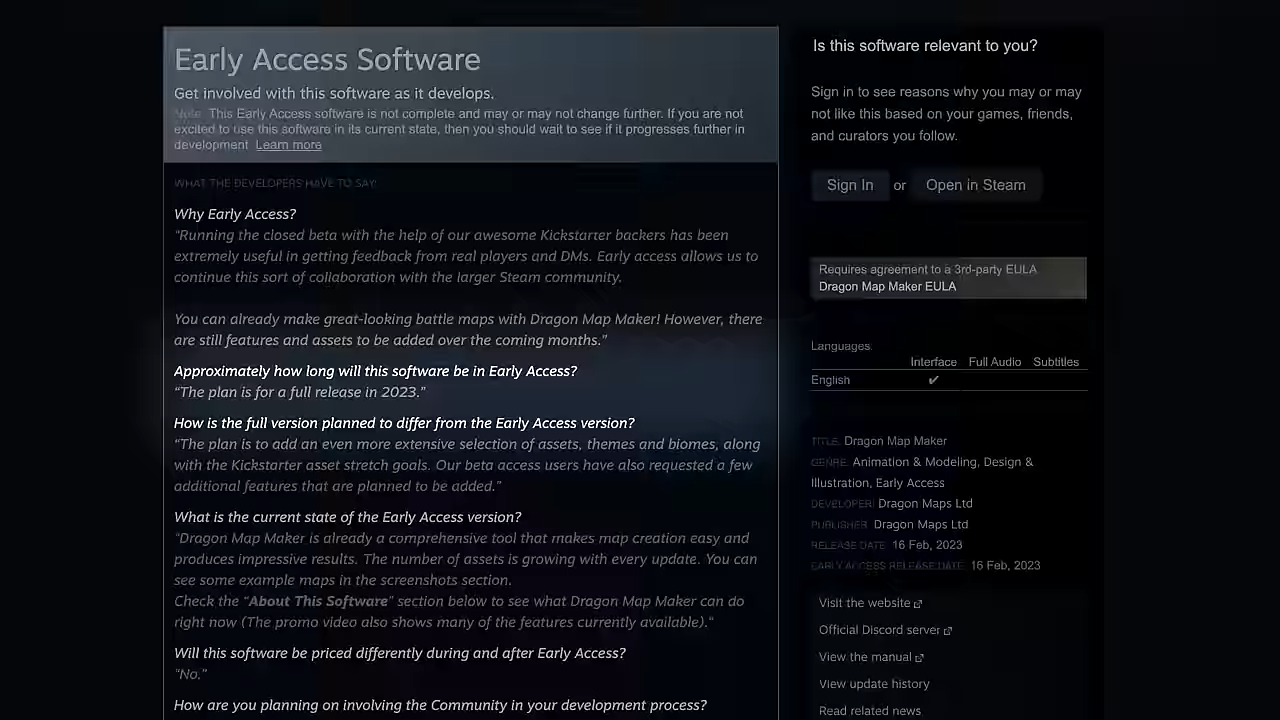 Early Access Software
Get involved with this software as it develops.
Note: This Early Access software is not complete and may or may not change further. If you are not
excited to use this software in its current state, then you should wait to see if it progresses further in
development. Learn more
WHAT THE DEVELOPERS HAVE TO SAY:
Why Early Access?
“Running the closed beta with the help of our awesome Kickstarter backers has been
extremely useful in getting feedback from real players and DMs. Early access allows us to
continue this sort of collaboration with the larger Steam community.
You can already make great-looking battle maps with Dragon Map Maker! However, there
are still features and assets to be added over the coming months.”
Approximately how long will this software be in Early Access?
“The plan is for a full release in 2023.”
How is the full version planned to differ from the Early Access version?
“The plan is to add an even more extensive selection of assets, themes and biomes, along
with the Kickstarter asset stretch goals. Our beta access users have also requested a few
additional features that are planned to be added.”
What is the current state of the Early Access version?
“Dragon Map Maker is already a comprehensive tool that makes map creation easy and
produces impressive results. The number of assets is growing with every update. You can
see some example maps in the screenshots section.
Check the “About This Software” section below to see what Dragon Map Maker can do
right now (The promo video also shows many of the features currently available).”
Will this software be priced differently during and after Early Access?
“No.”
How are you planning on involving the Community in your development process?
Is this software relevant to you?
Sign in to see reasons why you may or may
not like this based on your games, friends,
and curators you follow.
Sign In or Open in Steam
Requires agreement to a 3rd-party EULA
Dragon Map Maker EULA
Languages:
Interface Full Audio Subtitles
English ✔
TITLE: Dragon Map Maker
GENRE: Animation & Modeling, Design &
Illustration, Early Access
DEVELOPER: Dragon Maps Ltd
PUBLISHER: Dragon Maps Ltd
RELEASE DATE: 16 Feb, 2023
EARLY ACCESS RELEASE DATE: 16 Feb, 2023
Visit the website
Official Discord server
View the manual
View update history
Read related news